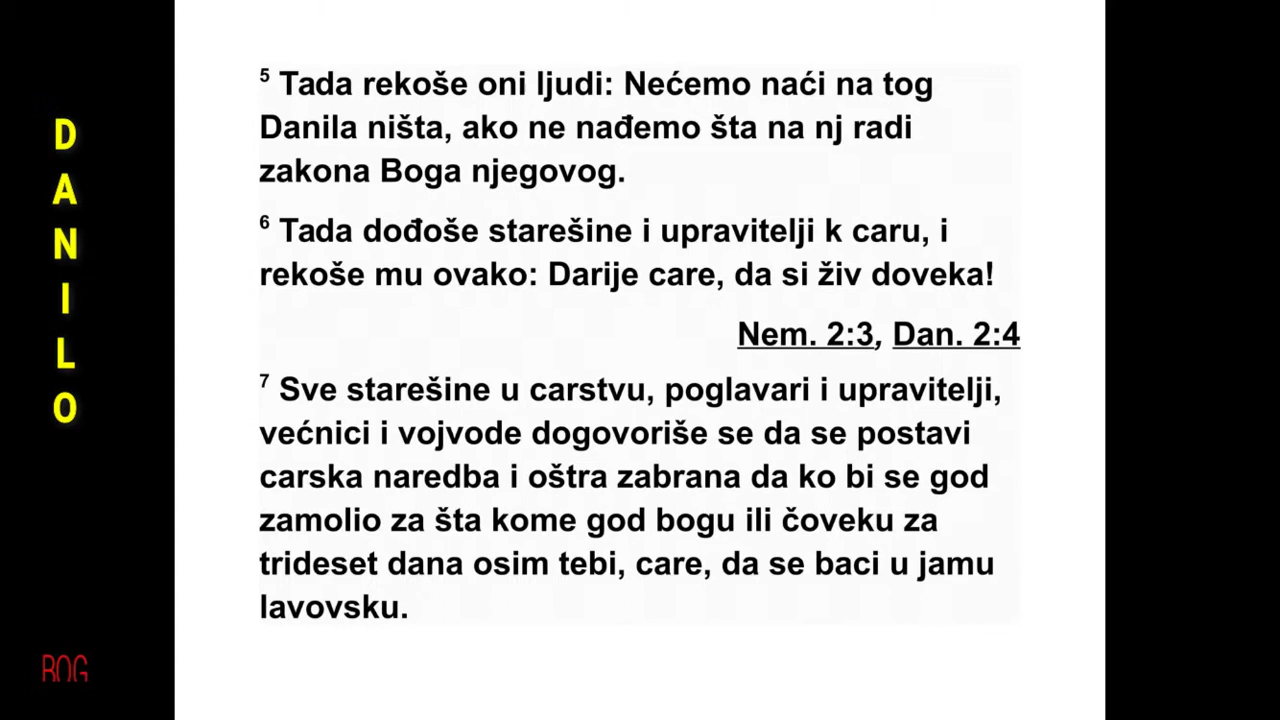 DANILO
⁵ Tada rekoše oni ljudi: Nećemo naći na tog
Danila ništa, ako ne nađemo šta na nj radi
zakona Boga njegovog.
⁶ Tada dođoše starešine i upravitelji k caru, i
rekoše mu ovako: Darije care, da si živ doveka!
Nem. 2:3, Dan. 2:4
⁷ Sve starešine u carstvu, poglavari i upravitelji,
većnici i vojvode dogovoriše se da se postavi
carska naredba i oštra zabrana da ko bi se god
zamolio za šta kome god bogu ili čoveku za
trideset dana osim tebi, care, da se baci u jamu
lavovsku.
BOG